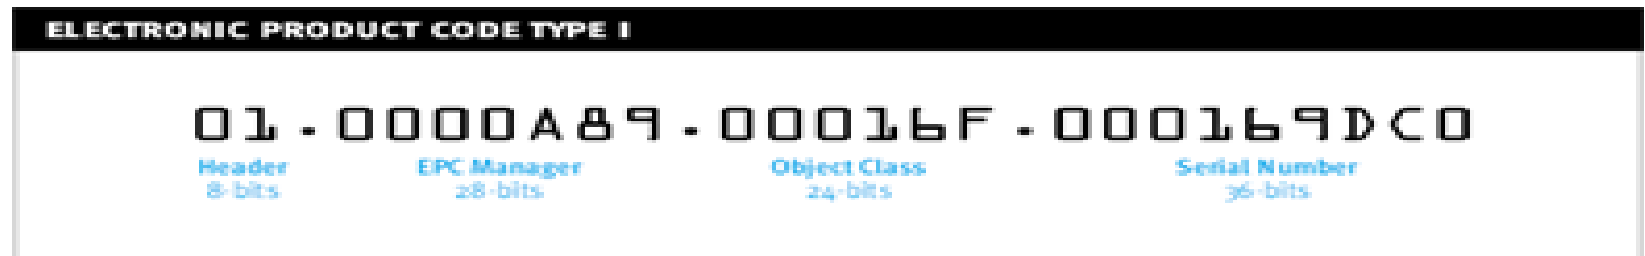 ELECTRONIC PRODUCT CODE TYPE I
01.0000A89.00016F.000169DC0
Header EPC Manager Object Class Serial Number
8-bits 28-bits 24-bits 36-bits